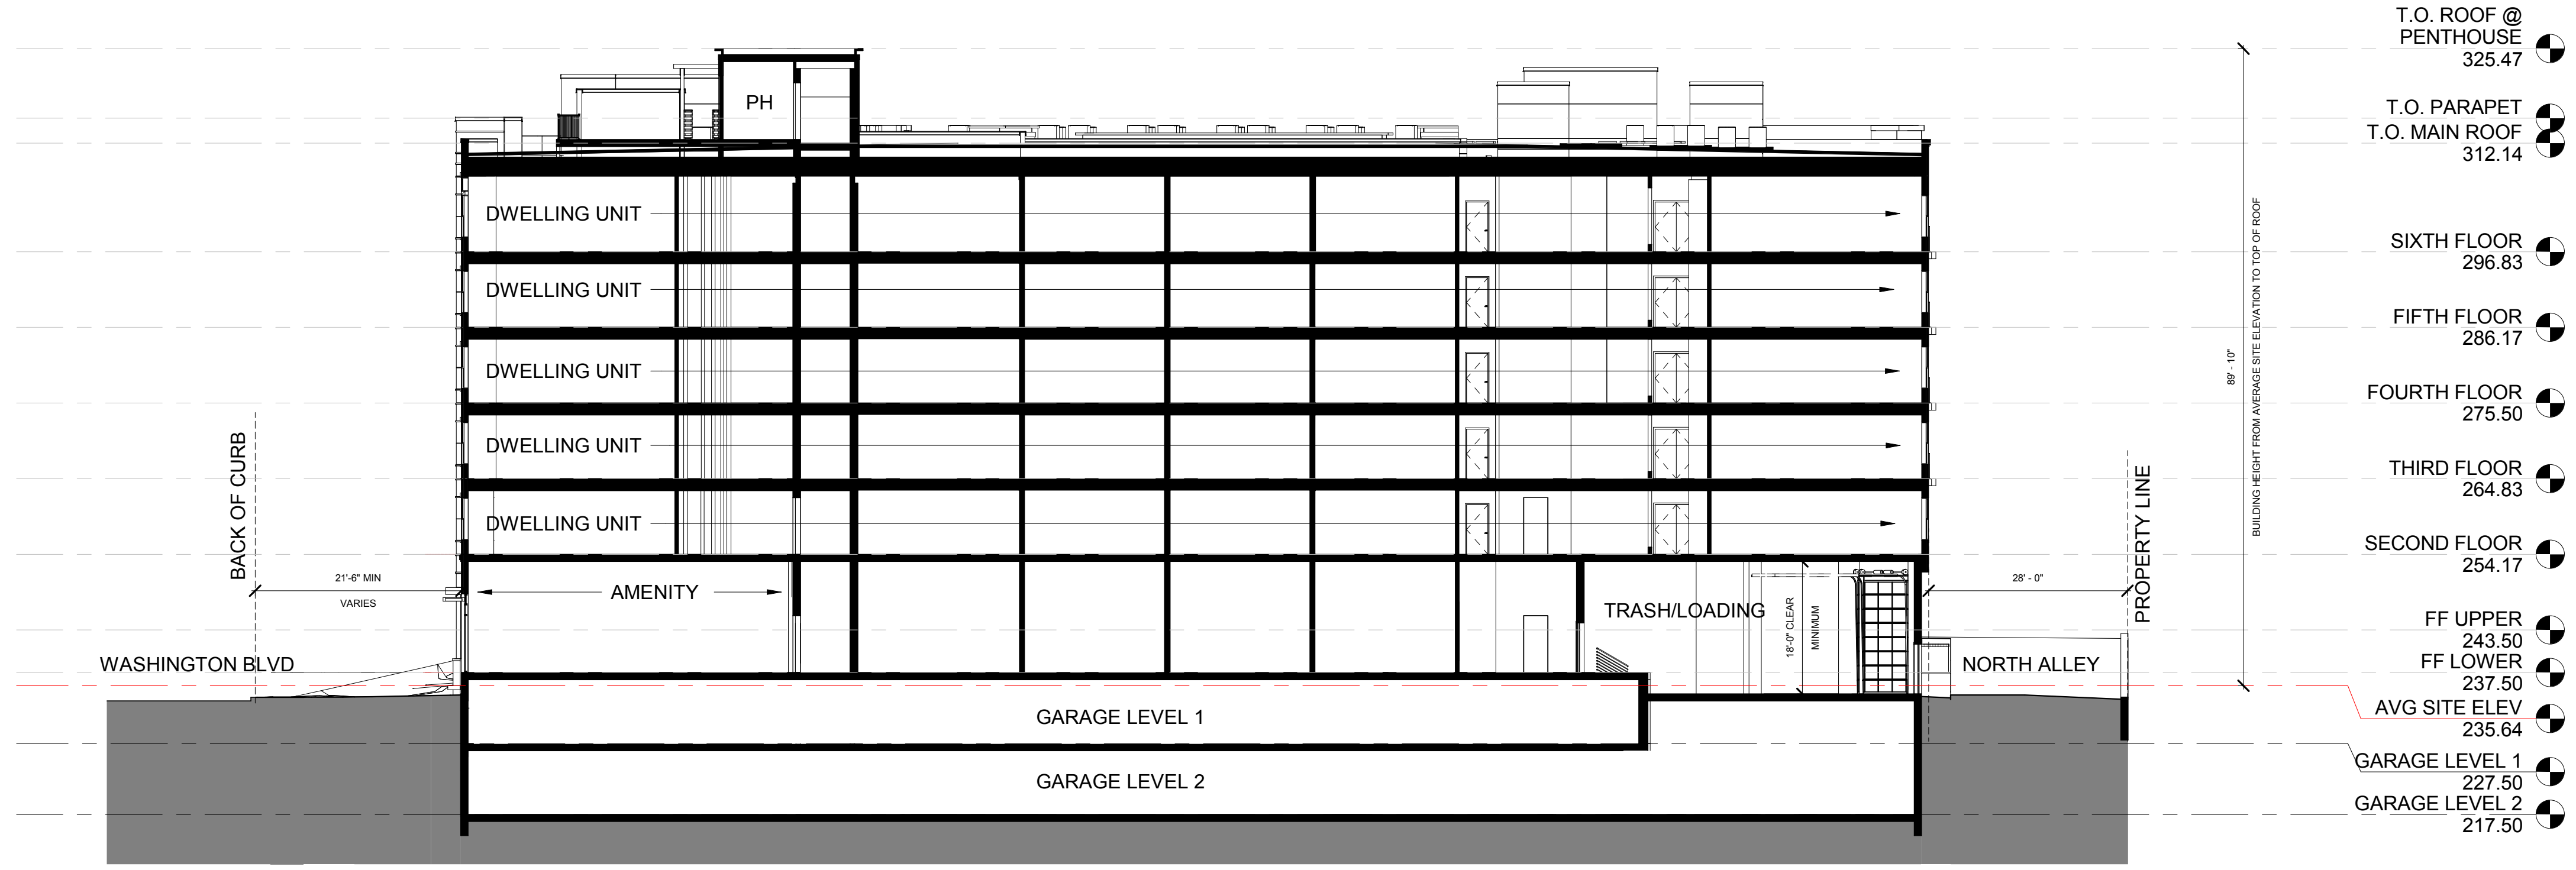 T.O. ROOF @
PENTHOUSE
325.47
PH
T.O. PARAPET
T.O. MAIN ROOF
312.14
DWELLING UNIT
SIXTH FLOOR
296.83
DWELLING UNIT
FIFTH FLOOR
286.17
DWELLING UNIT
FOURTH FLOOR
275.50
DWELLING UNIT
THIRD FLOOR
264.83
DWELLING UNIT
SECOND FLOOR
254.17
BACK OF CURB
21'-6" MIN
VARIES
AMENITY
TRASH/LOADING
18'-0" CLEAR
MINIMUM
28' - 0"
PROPERTY LINE
89' - 10"
BUILDING HEIGHT FROM AVERAGE SITE ELEVATION TO TOP OF ROOF
FF UPPER
243.50
WASHINGTON BLVD
NORTH ALLEY
FF LOWER
237.50
GARAGE LEVEL 1
AVG SITE ELEV
235.64
GARAGE LEVEL 2
GARAGE LEVEL 1
227.50
GARAGE LEVEL 2
217.50